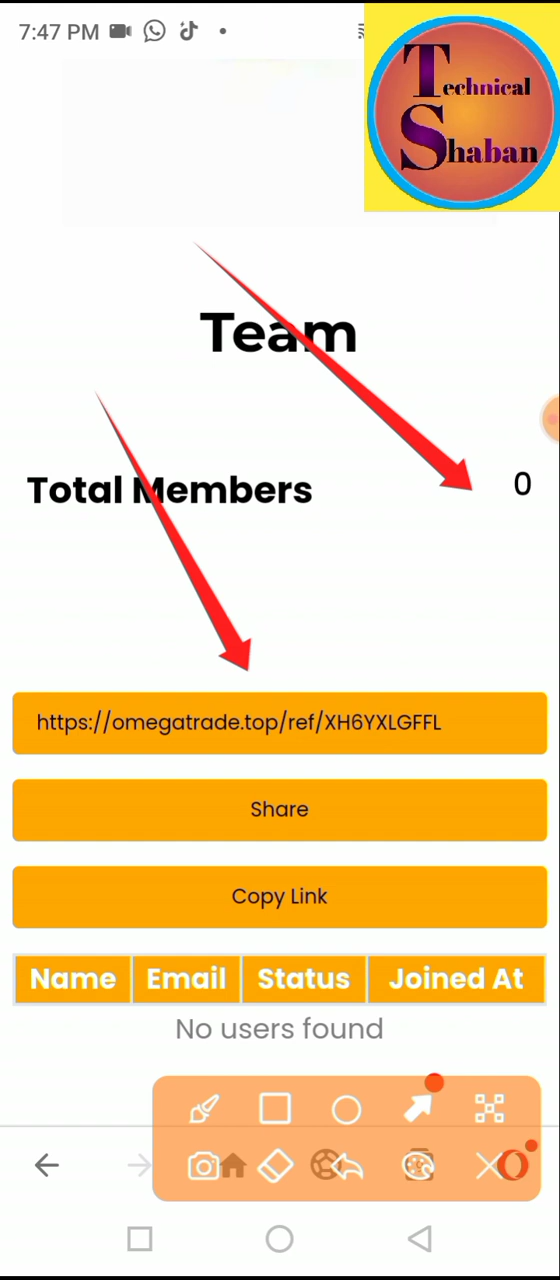 7:47 PM
Technical
Shaban
Team
Total Members 0
https://omegatrade.top/ref/XH6YXLGFFL
Share
Copy Link
Name Email Status Joined At
No users found